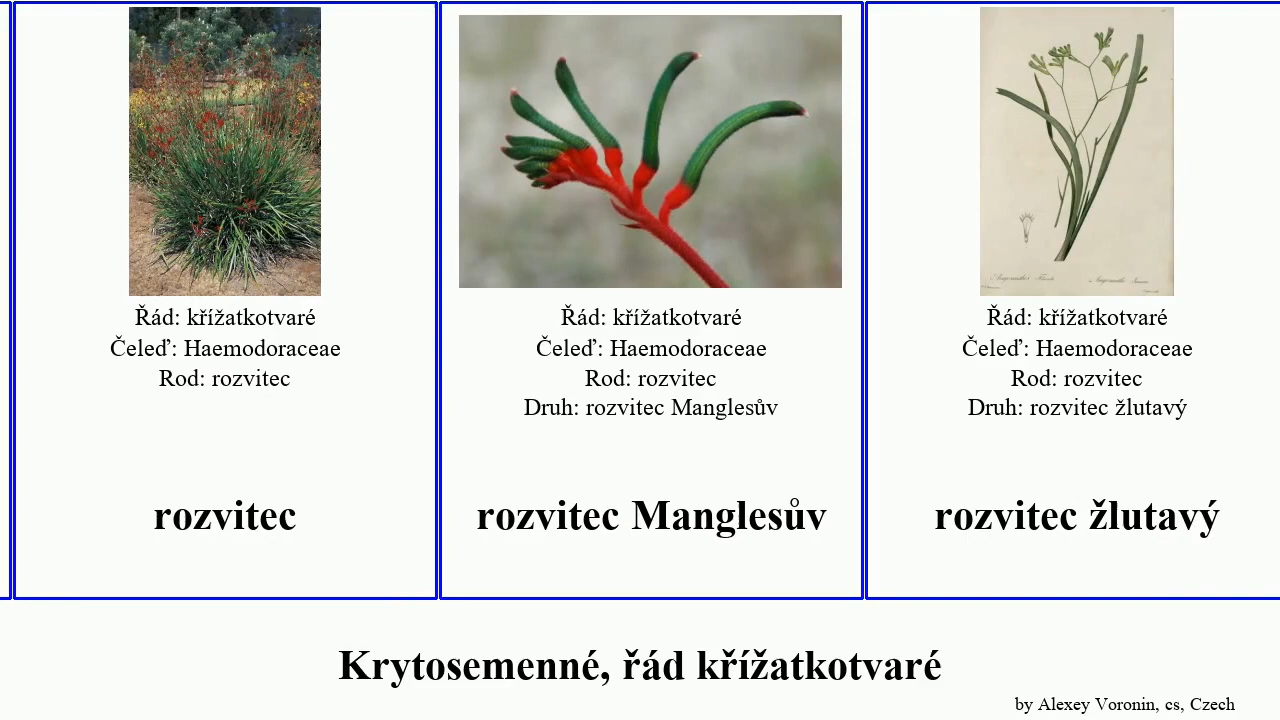 Řád: křížatkotvaré
Čeleď: Haemodoraceae
Rod: rozvitec
rozvitec
Řád: křížatkotvaré
Čeleď: Haemodoraceae
Rod: rozvitec
Druh: rozvitec Manglesův
rozvitec Manglesův
Řád: křížatkotvaré
Čeleď: Haemodoraceae
Rod: rozvitec
Druh: rozvitec žlutavý
rozvitec žlutavý
Krytosemenné, řád křížatkotvaré
by Alexey Voronin, cs, Czech